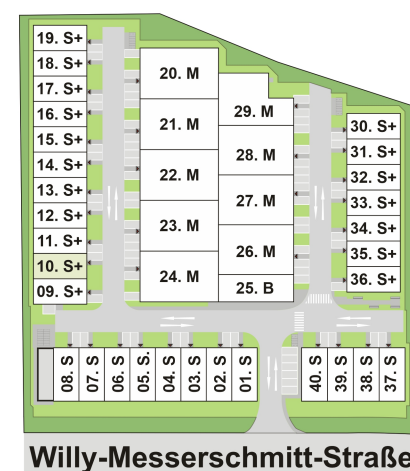 19. S+
18. S+
17. S+
16. S+
15. S+
14. S+
13. S+
12. S+
11. S+
10. S+
09. S+
20. M
21. M
22. M
23. M
24. M
29. M
28. M
27. M
26. M
25. B
30. S+
31. S+
32. S+
33. S+
34. S+
35. S+
36. S+
08. S
07. S
06. S
05. S.
04. S
03. S
02. S
01. S
40. S
39. S
38. S
37. S
Willy-Messerschmitt-Straße